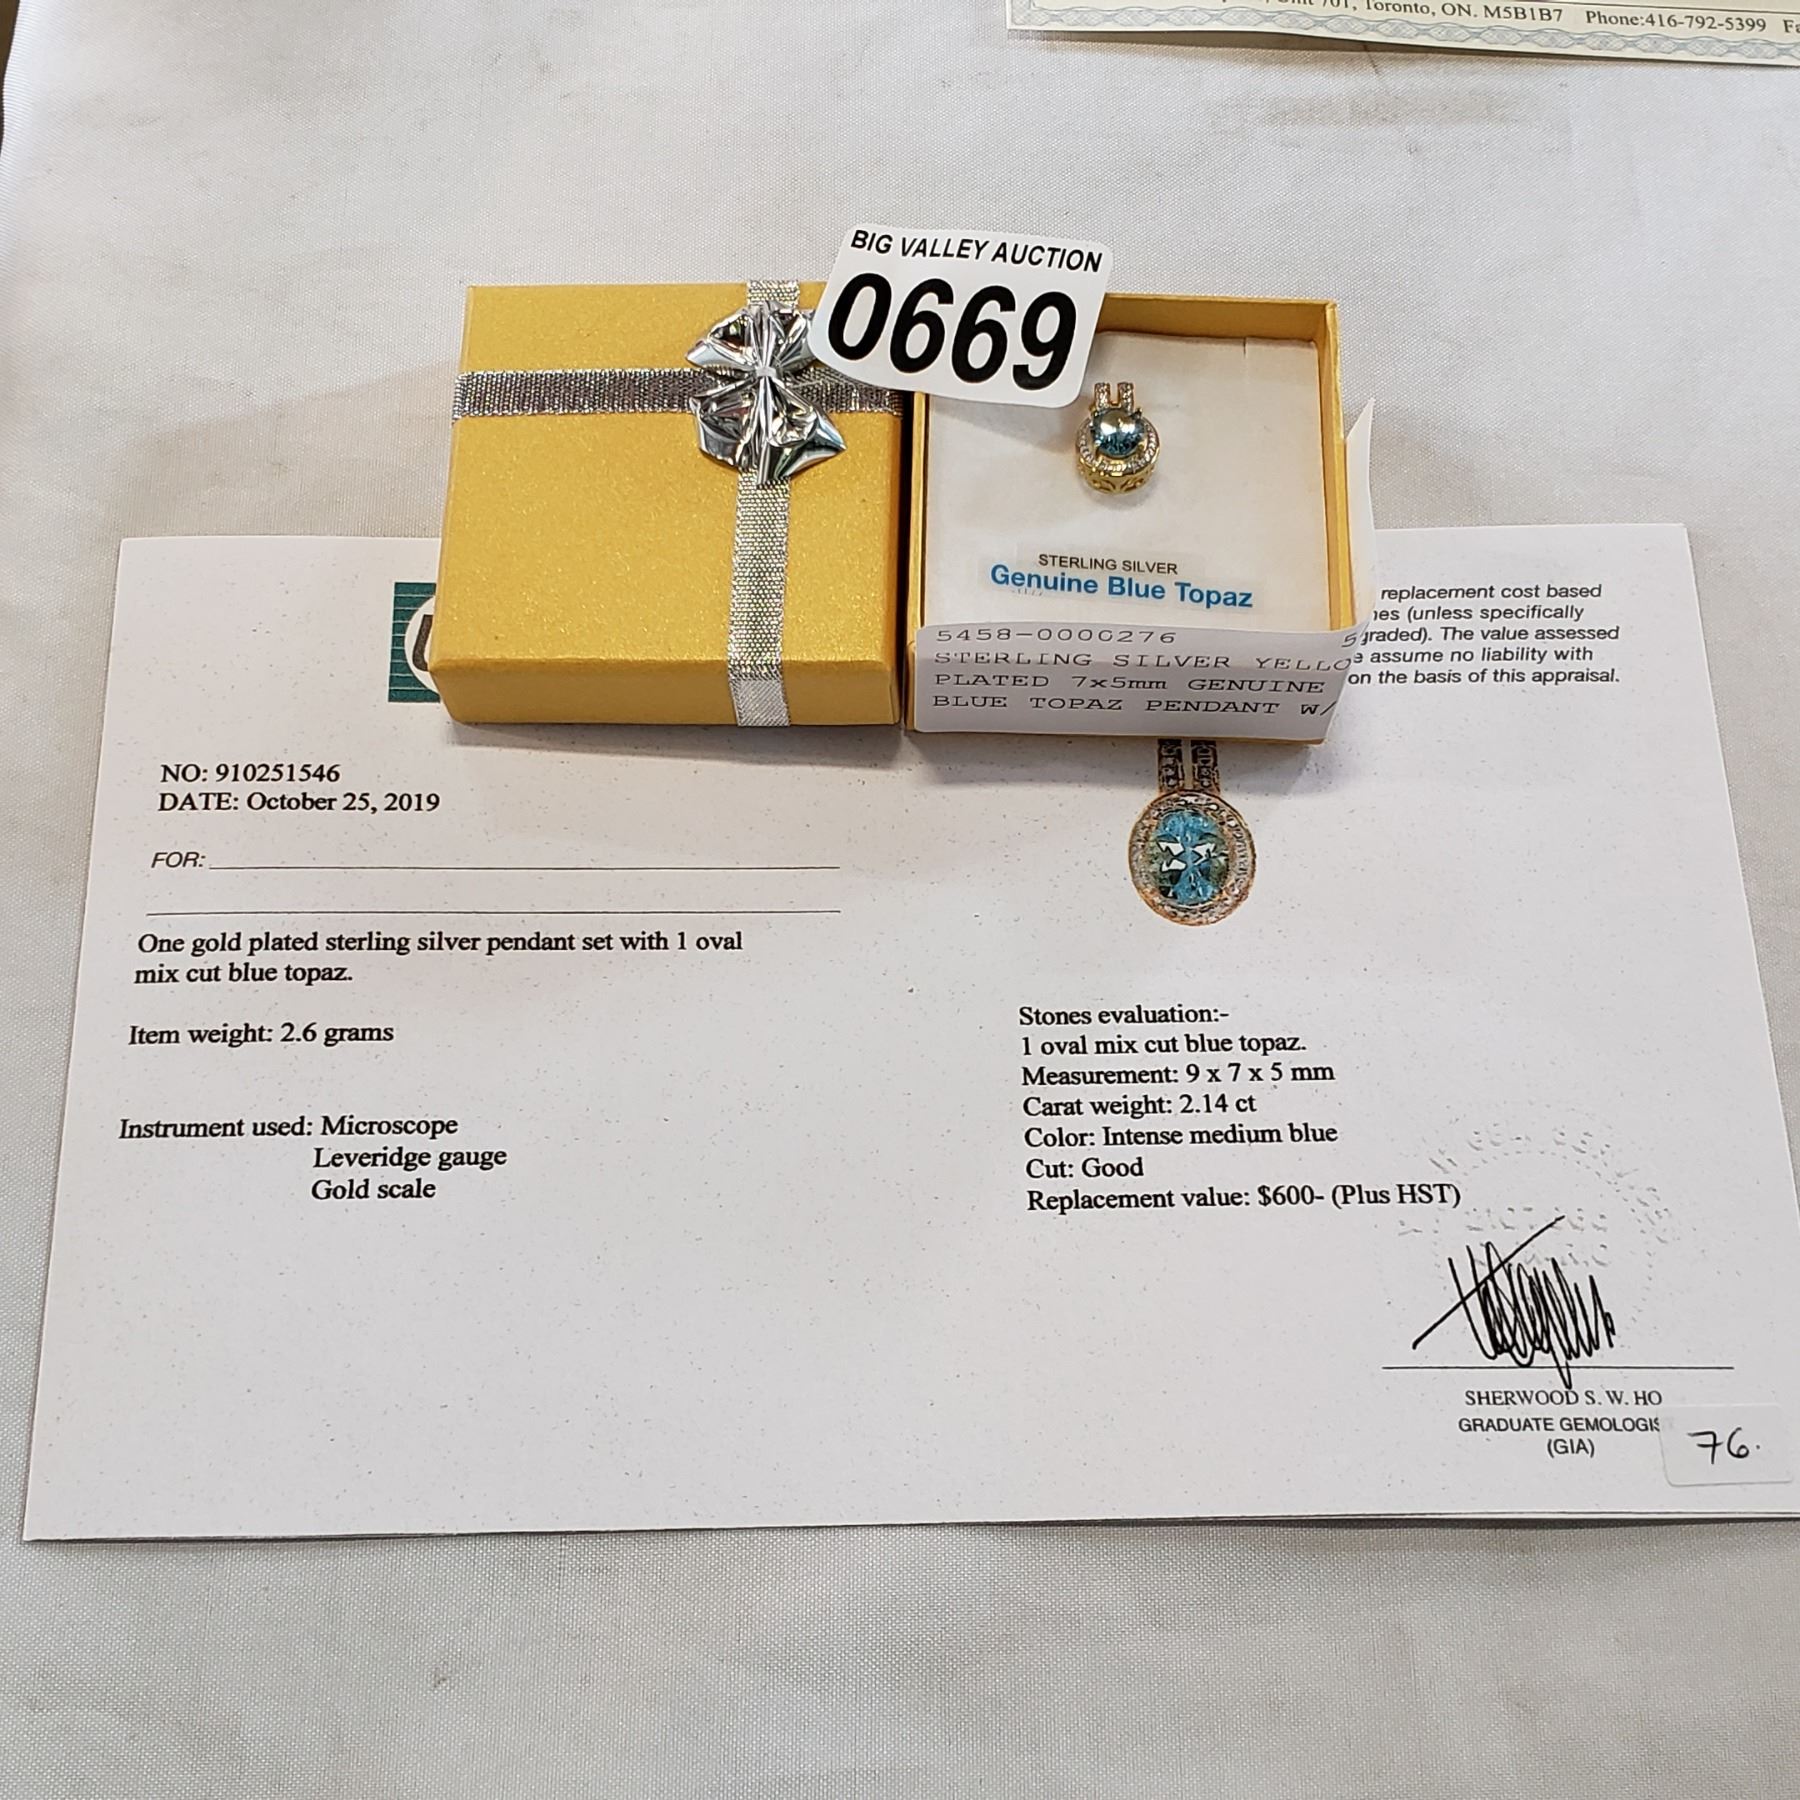 701, Toronto, ON. M5B1B7 Phone:416-792-5399
BIG VALLEY AUCTION
0669
STERLING SILVER
Genuine Blue Topaz
5458-0000276
STERLING SILVER YELLO
PLATED 7x5mm GENUINE
BLUE TOPAZ PENDANT W/
replacement cost based
(unless specifically
graded). The value assessed
assume no liability with
on the basis of this appraisal.
NO: 910251546
DATE: October 25, 2019
FOR:
One gold plated sterling silver pendant set with 1 oval
mix cut blue topaz.
Item weight: 2.6 grams
Instrument used: Microscope
Leveridge gauge
Gold scale
Stones evaluation:-
1 oval mix cut blue topaz.
Measurement: 9 x 7 x 5 mm
Carat weight: 2.14 ct
Color: Intense medium blue
Cut: Good
Replacement value: $600- (Plus HST)
SHERWOOD S. W. HO
GRADUATE GEMOLOGIS
(GIA)
76.